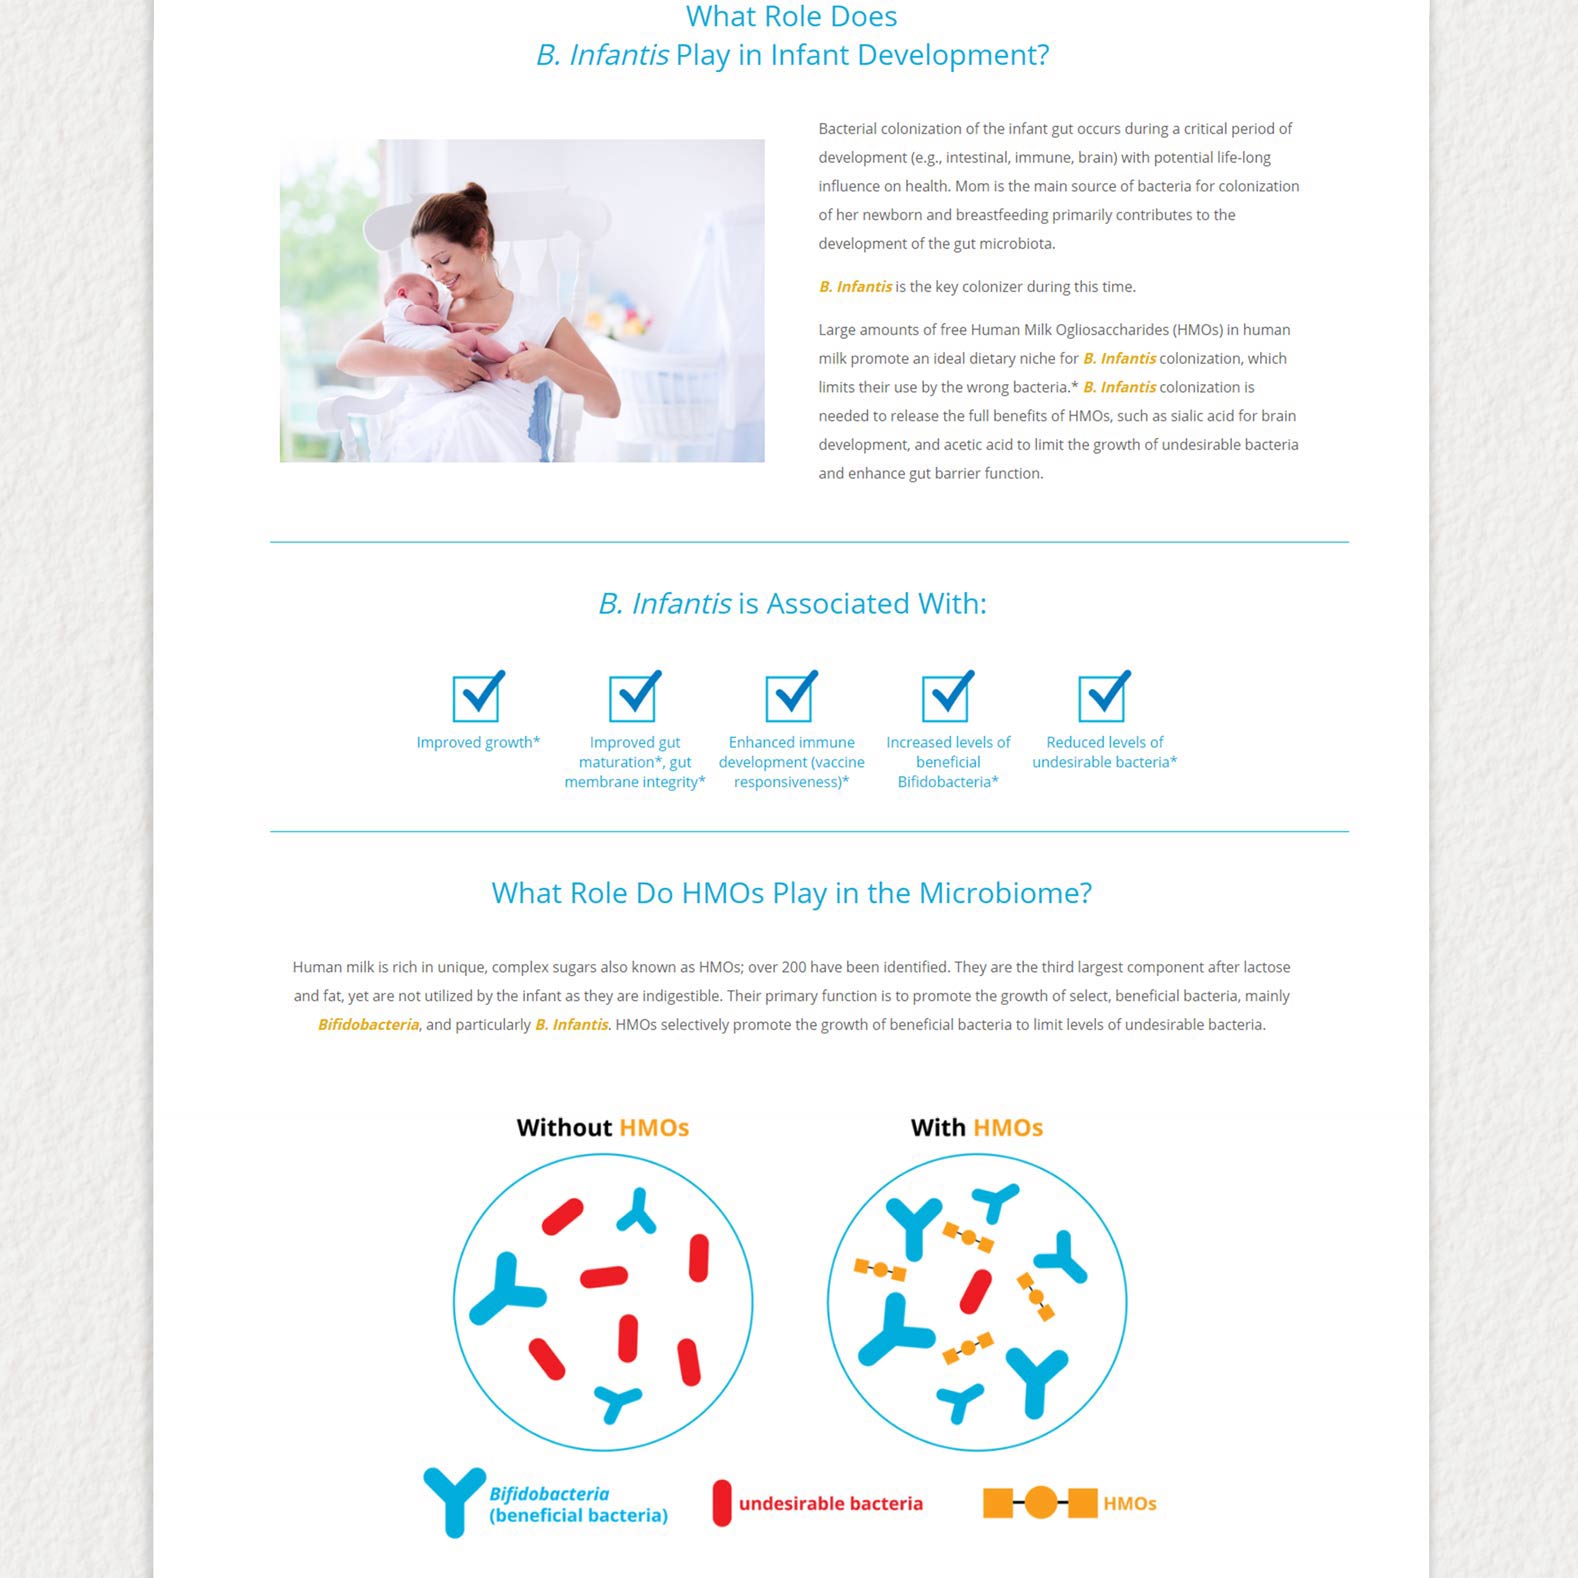 What Role Does
B. Infantis Play in Infant Development?
Bacterial colonization of the infant gut occurs during a critical period of
development (e.g., intestinal, immune, brain) with potential life-long
influence on health. Mom is the main source of bacteria for colonization
of her newborn and breastfeeding primarily contributes to the
development of the gut microbiota.
B. Infantis is the key colonizer during this time.
Large amounts of free Human Milk Ogliosaccharides (HMOs) in human
milk promote an ideal dietary niche for B. Infantis colonization, which
limits their use by the wrong bacteria.* B. Infantis colonization is
needed to release the full benefits of HMOs, such as sialic acid for brain
development, and acetic acid to limit the growth of undesirable bacteria
and enhance gut barrier function.
B. Infantis is Associated With:
Improved growth*
Improved gut
maturation*, gut
membrane integrity*
Enhanced immune
development (vaccine
responsiveness)*
Increased levels of
beneficial
Bifidobacteria*
Reduced levels of
undesirable bacteria*
What Role Do HMOs Play in the Microbiome?
Human milk is rich in unique, complex sugars also known as HMOs; over 200 have been identified. They are the third largest component after lactose
and fat, yet are not utilized by the infant as they are indigestible. Their primary function is to promote the growth of select, beneficial bacteria, mainly
Bifidobacteria, and particularly B. Infantis. HMOs selectively promote the growth of beneficial bacteria to limit levels of undesirable bacteria.
Without HMOs
With HMOs
Bifidobacteria
(beneficial bacteria)
undesirable bacteria
HMOs